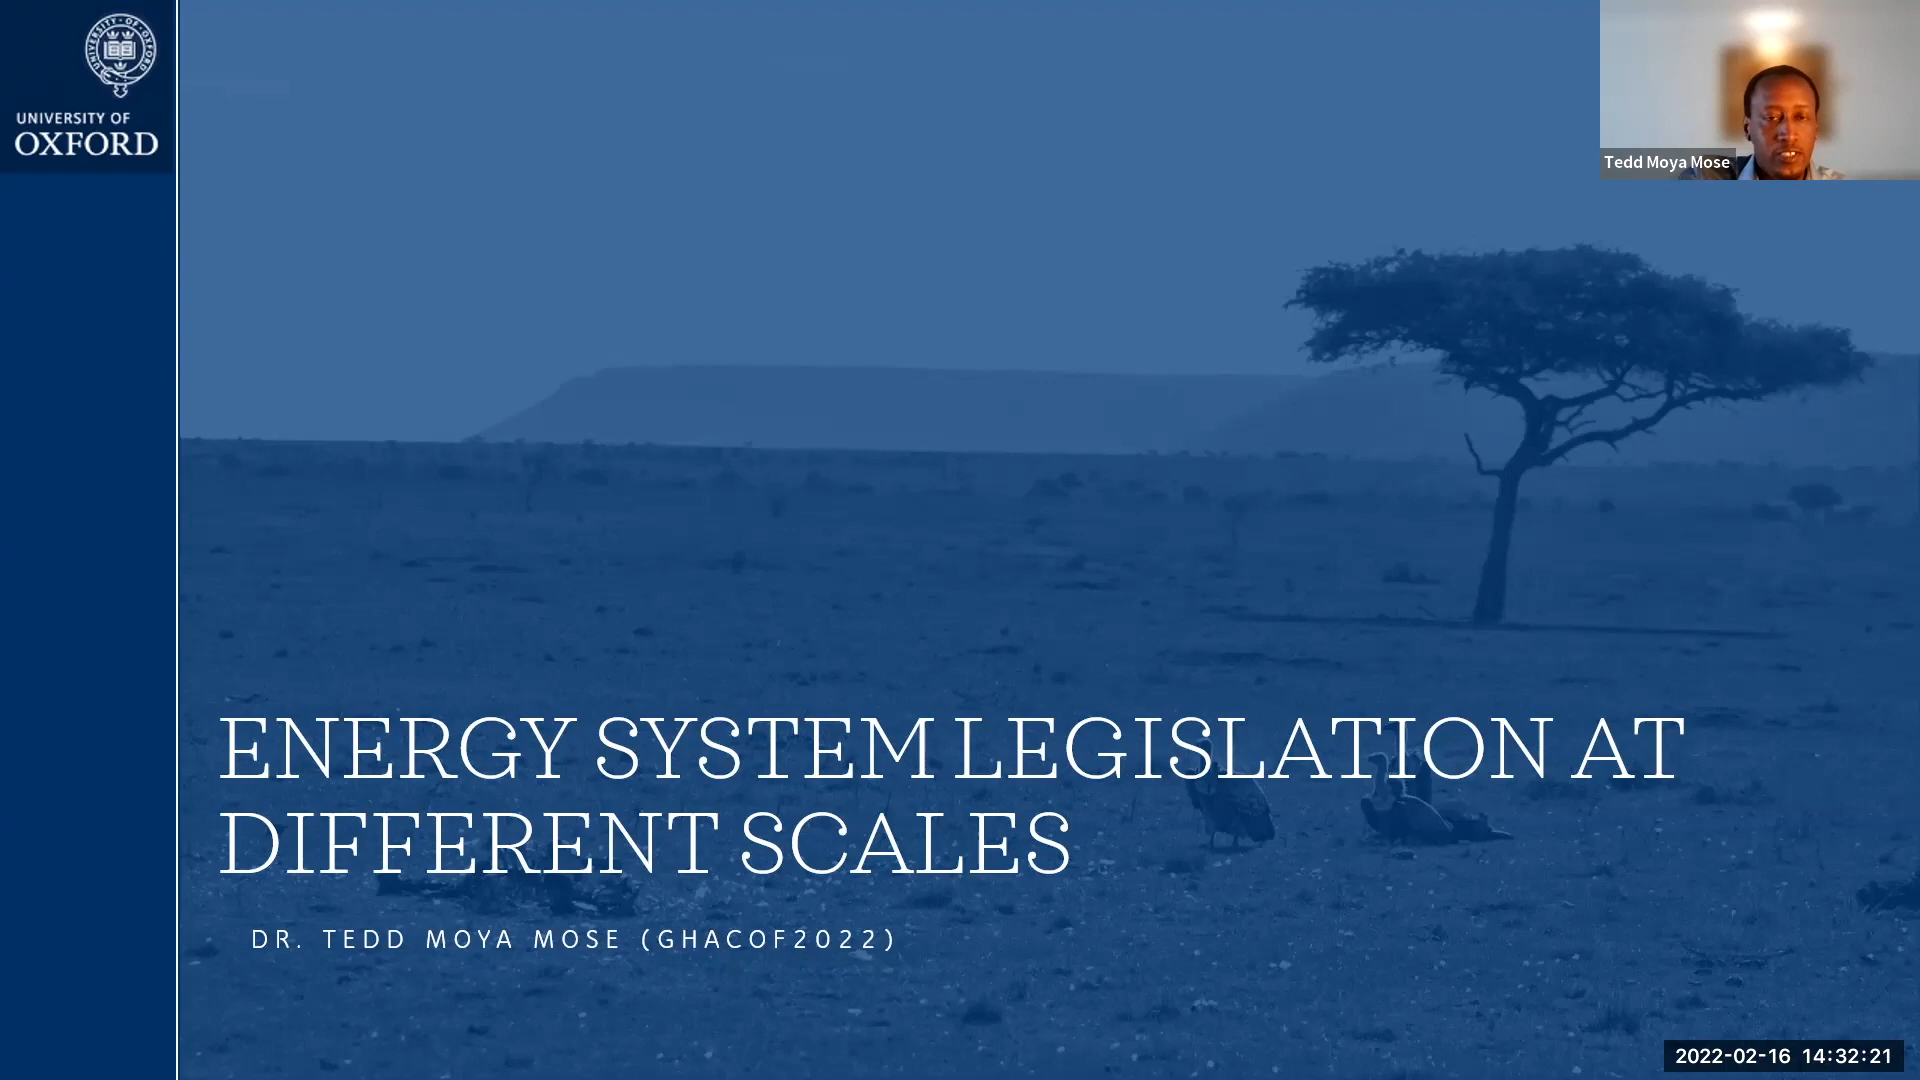 UNIVERSITY OF
OXFORD
Tedd Moya Mose
ENERGY SYSTEM LEGISLATION AT
DIFFERENT SCALES
DR. TEDD MOYA MOSE (GHACOF2022)
2022-02-16 14:32:21